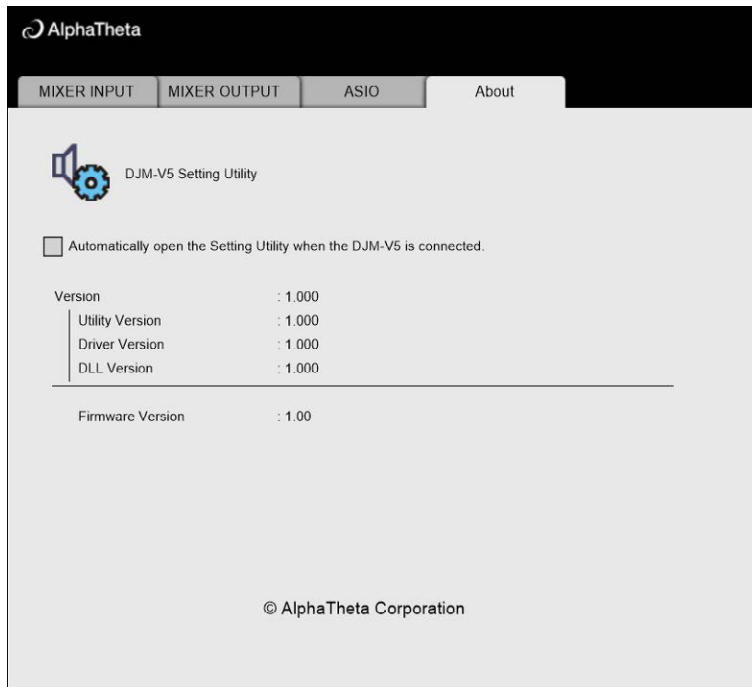 AlphaTheta
MIXER INPUT MIXER OUTPUT ASIO About
DJM-V5 Setting Utility
Automatically open the Setting Utility when the DJM-V5 is connected.
Version : 1.000
Utility Version : 1.000
Driver Version : 1.000
DLL Version : 1.000
Firmware Version : 1.00
© AlphaTheta Corporation